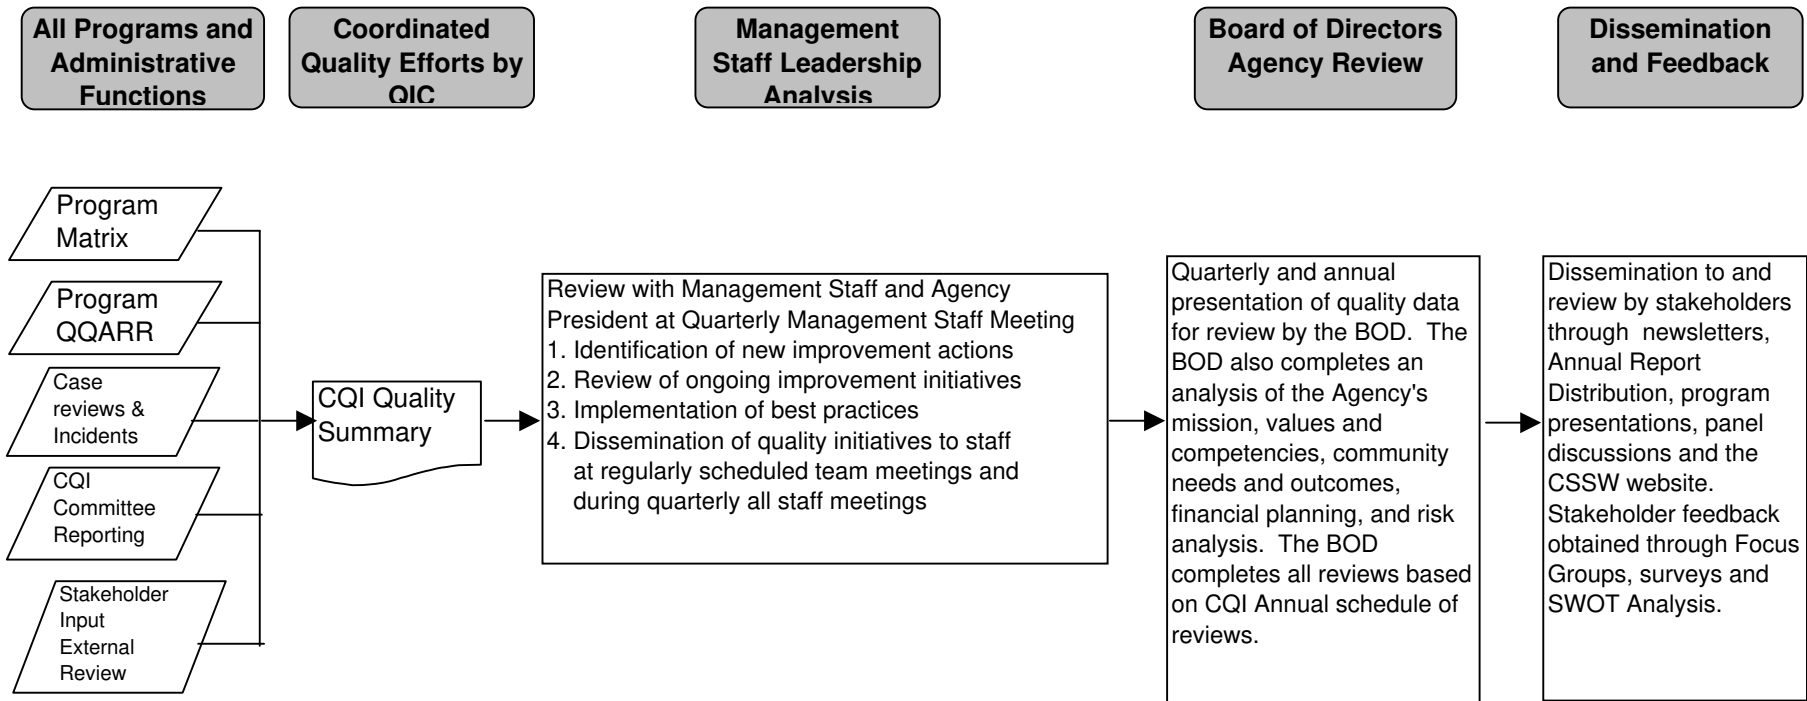 All Programs and
Administrative
Functions
Coordinated
Quality Efforts by
QIC
Management
Staff Leadership
Analysis
Board of Directors
Agency Review
Dissemination
and Feedback
Program
Matrix
Program
QQARR
Case
reviews &
Incidents
CQI
Committee
Reporting
Stakeholder
Input
External
Review
CQI Quality
Summary
Review with Management Staff and Agency
President at Quarterly Management Staff Meeting
1. Identification of new improvement actions
2. Review of ongoing improvement initiatives
3. Implementation of best practices
4. Dissemination of quality initiatives to staff
at regularly scheduled team meetings and
during quarterly all staff meetings
Quarterly and annual
presentation of quality data
for review by the BOD.  The
BOD also completes an
analysis of the Agency's
mission, values and
competencies, community
needs and outcomes,
financial planning, and risk
analysis.  The BOD
completes all reviews based
on CQI Annual schedule of
reviews.
Dissemination to and
review by stakeholders
through  newsletters,
Annual Report
Distribution, program
presentations, panel
discussions and the
CSSW website.
Stakeholder feedback
obtained through Focus
Groups, surveys and
SWOT Analysis.